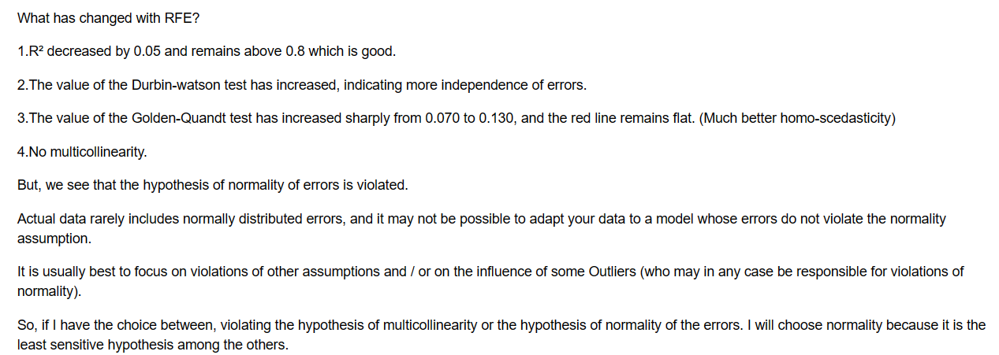 What has changed with RFE?
1.R² decreased by 0.05 and remains above 0.8 which is good.
2.The value of the Durbin-watson test has increased, indicating more independence of errors.
3.The value of the Golden-Quandt test has increased sharply from 0.070 to 0.130, and the red line remains flat. (Much better homo-scedasticity)
4.No multicollinearity.
But, we see that the hypothesis of normality of errors is violated.
Actual data rarely includes normally distributed errors, and it may not be possible to adapt your data to a model whose errors do not violate the normality
assumption.
It is usually best to focus on violations of other assumptions and / or on the influence of some Outliers (who may in any case be responsible for violations of
normality).
So, if I have the choice between, violating the hypothesis of multicollinearity or the hypothesis of normality of the errors. I will choose normality because it is the
least sensitive hypothesis among the others.